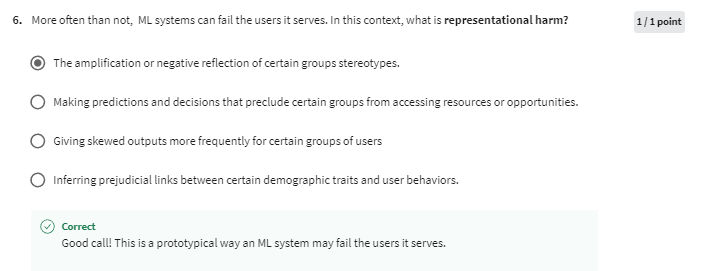 6. More often than not, ML systems can fail the users it serves. In this context, what is representational harm?
1 / 1 point
The amplification or negative reflection of certain groups stereotypes.
Making predictions and decisions that preclude certain groups from accessing resources or opportunities.
Giving skewed outputs more frequently for certain groups of users
Inferring prejudicial links between certain demographic traits and user behaviors.
Correct
Good call! This is a prototypical way an ML system may fail the users it serves.